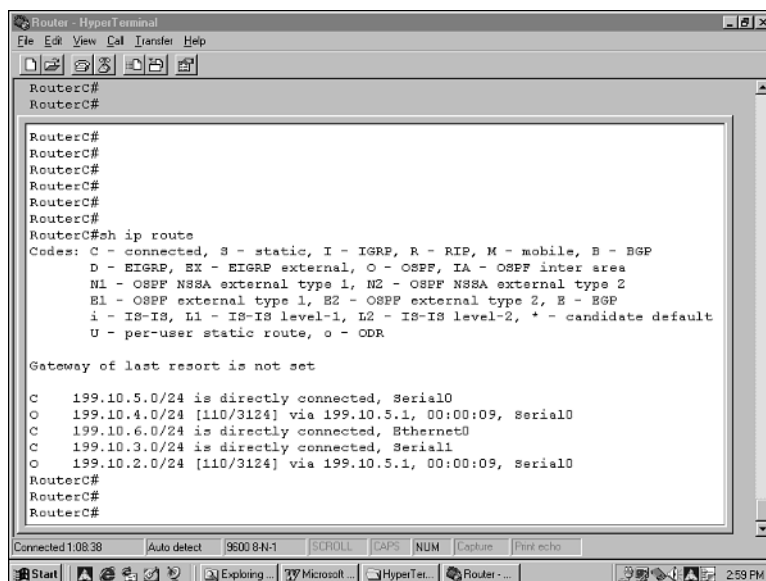 Router - HyperTerminal
File Edit View Call Transfer Help
RouterC#
RouterC#
RouterC#
RouterC#
RouterC#
RouterC#
RouterC#
RouterC#
RouterC#sh ip route
Codes: C - connected, S - static, I - IGRP, R - RIP, M - mobile, B - BGP
D - EIGRP, EX - EIGRP external, O - OSPF, IA - OSPF inter area
N1 - OSPF NSSA external type 1, N2 - OSPF NSSA external type 2
E1 - OSPF external type 1, E2 - OSPF external type 2, E - EGP
i - IS-IS, L1 - IS-IS level-1, L2 - IS-IS level-2, * - candidate default
U - per-user static route, o - ODR
Gateway of last resort is not set
C 199.10.5.0/24 is directly connected, Serial0
O 199.10.4.0/24 [110/3124] via 199.10.5.1, 00:00:09, Serial0
C 199.10.6.0/24 is directly connected, Ethernet0
C 199.10.3.0/24 is directly connected, Serial1
O 199.10.2.0/24 [110/3124] via 199.10.5.1, 00:00:09, Serial0
RouterC#
RouterC#
RouterC#
Connected 1:08:38 Auto detect 9600 8-N-1 SCROLL CAPS NUM Capture Print echo
Start Exploring ... Microsoft ... HyperTer... Router - ... 2:59 PM